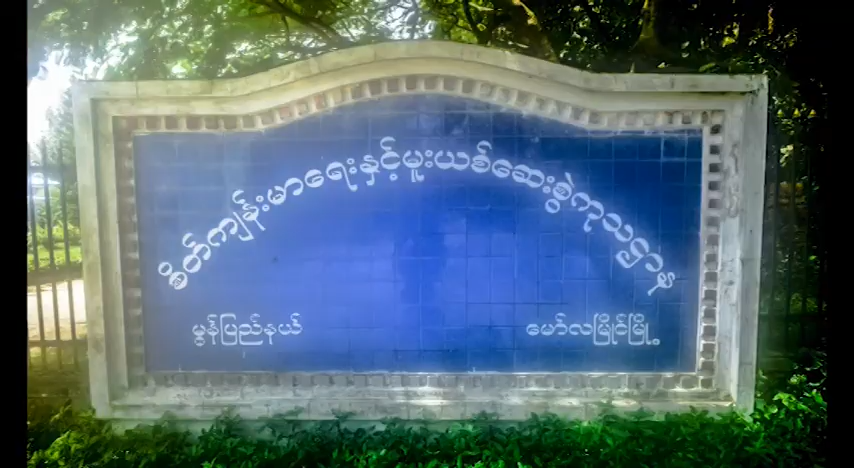 စိတ်ကျန်းမာရေးနှင့်မူးယစ်ဆေးစွဲကုသဌာန
မွန်ပြည်နယ် မော်လမြိုင်မြို့